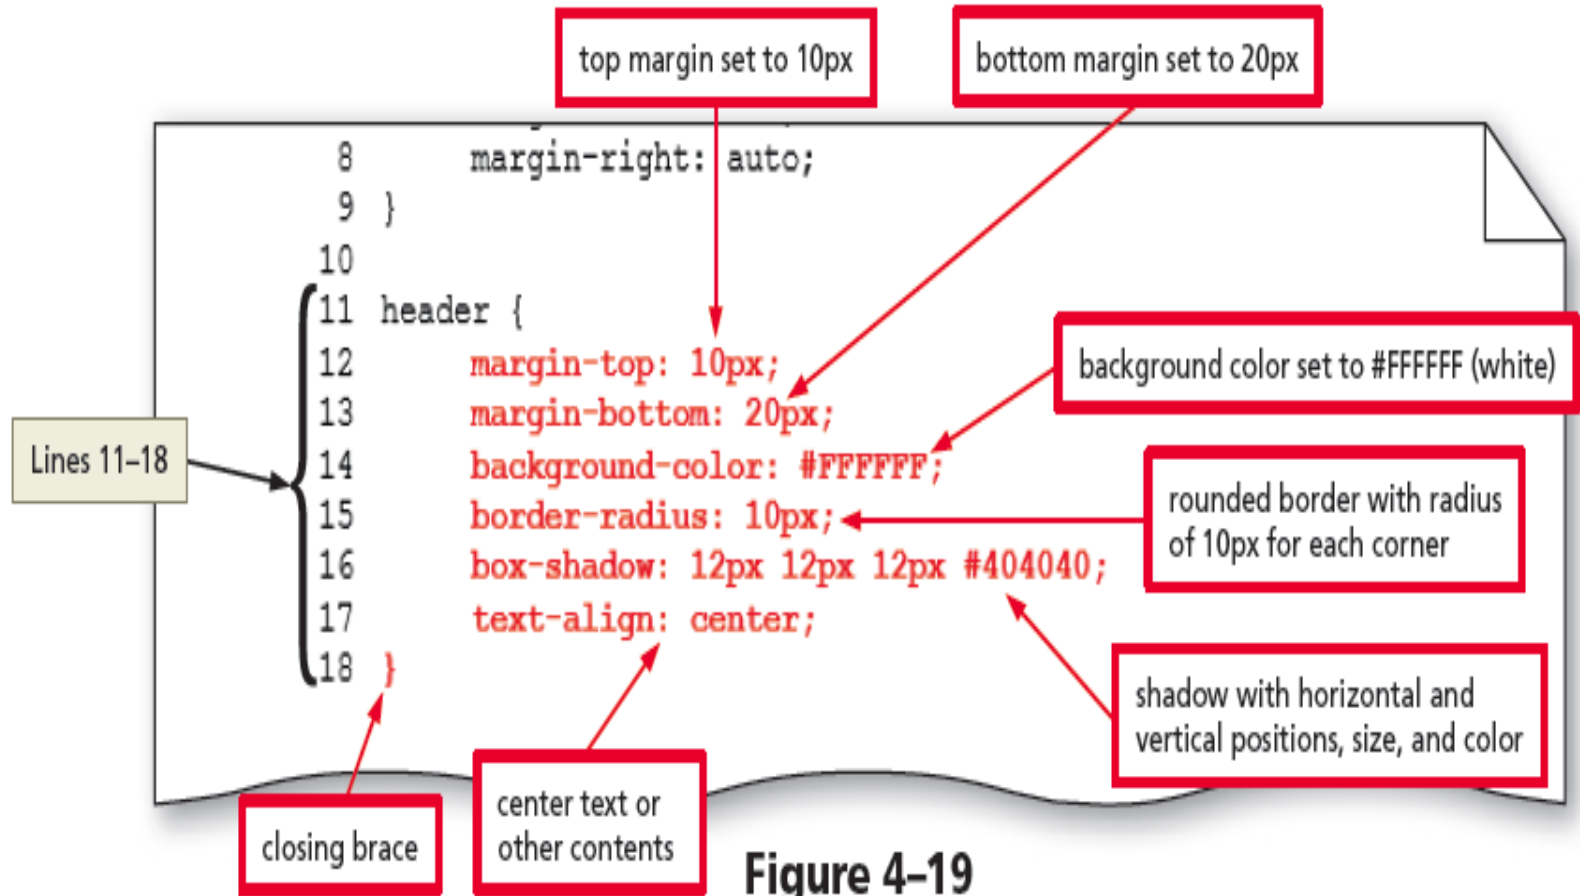 top margin set to 10px
bottom margin set to 20px
8 margin-right: auto;
9 }
10
11 header {
12 margin-top: 10px;
13 margin-bottom: 20px;
14 background-color: #FFFFFF;
15 border-radius: 10px;
16 box-shadow: 12px 12px 12px #404040;
17 text-align: center;
18 }
Lines 11–18
background color set to #FFFFFF (white)
rounded border with radius
of 10px for each corner
shadow with horizontal and
vertical positions, size, and color
center text or
other contents
closing brace
Figure 4–19